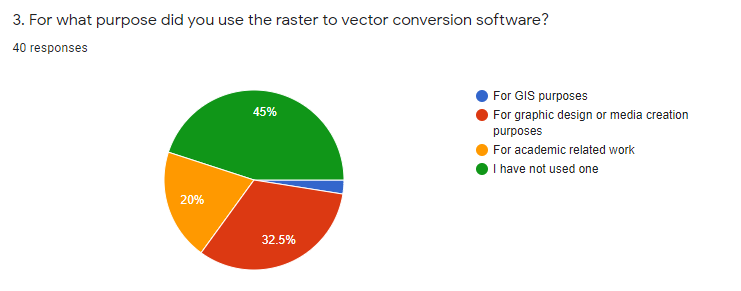 3. For what purpose did you use the raster to vector conversion software?
40 responses
45%
20%
32.5%
For GIS purposes
For graphic design or media creation
purposes
For academic related work
I have not used one